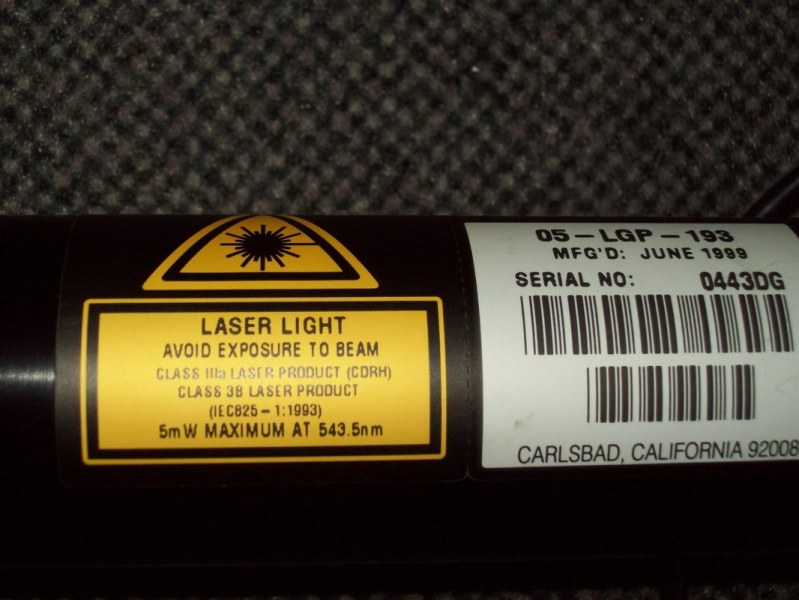 LASER LIGHT
AVOID EXPOSURE TO BEAM
CLASS IIIa LASER PRODUCT (CDRH)
CLASS 3B LASER PRODUCT
(IEC825-1:1993)
5mW MAXIMUM AT 543.5nm
05-LGP-193
MFG'D: JUNE 1999
SERIAL NO: 0443DG
CARLSBAD, CALIFORNIA 92008